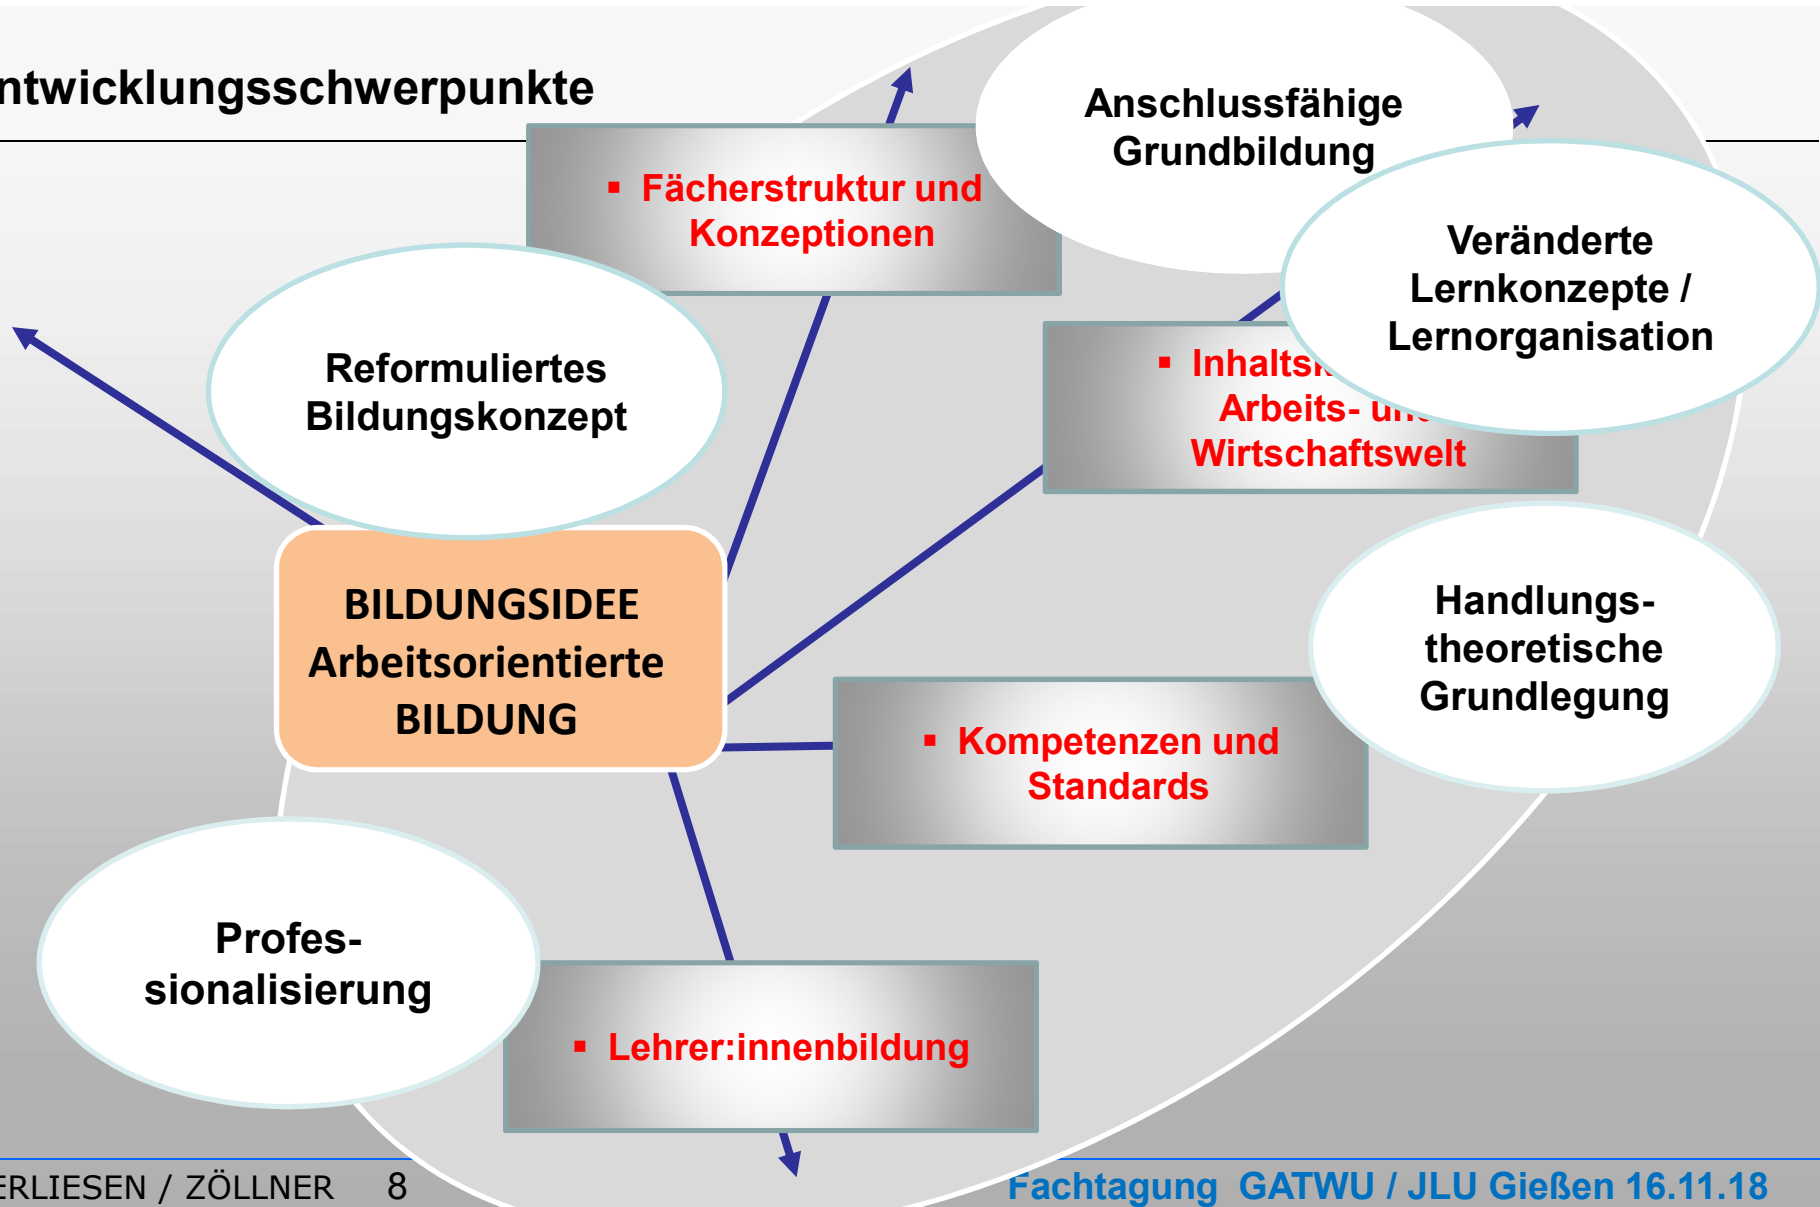 ntwicklungsschwerpunkte
Anschlussfähige
Grundbildung
▪ Fächerstruktur und
Konzeptionen
Veränderte
Lernkonzepte /
Lernorganisation
Reformuliertes
Bildungskonzept
▪
Arbeits-
Wirtschaftswelt
BILDUNGSIDEE
Arbeitsorientierte
BILDUNG
Handlungs-
theoretische
Grundlegung
▪ Kompetenzen und
Standards
Profes-
sionalisierung
▪ Lehrer:innenbildung
ERLIESEN / ZÖLLNER 8
Fachtagung GATWU / JLU Gießen 16.11.18